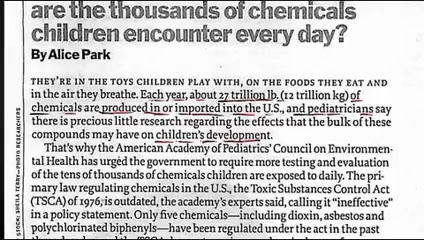 are the thousands of chemicals
children encounter every day?
By Alice Park
THEY'RE IN THE TOYS CHILDREN PLAY WITH, ON THE FOODS THEY EAT AND
in the air they breathe. Each year, about 27 trillion lb. (12 trillion kg) of
chemicals are produced in or imported into the U.S., and pediatricians say
there is precious little research regarding the effects that the bulk of these
compounds may have on children's development.
That's why the American Academy of Pediatrics' Council on Environmen-
tal Health has urged the government to require more testing and evaluation
of the tens of thousands of chemicals children are exposed to daily. The pri-
mary law regulating chemicals in the U.S., the Toxic Substances Control Act
(TSCA) of 1976, is outdated, the academy's experts said, calling it "ineffective"
in a policy statement. Only five chemicals—including dioxin, asbestos and
polychlorinated biphenyls—have been regulated under the act in the past
STOCK; SHEILA TERRY—PHOTO RESEARCHERS